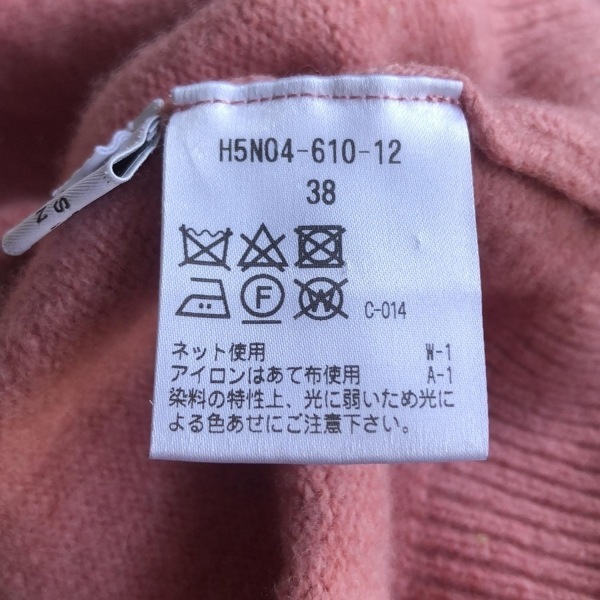 H5N04-610-12
38
F W C-014
ネット使用 W-1
アイロンはあて布使用 A-1
染料の特性上、光に弱いため光に
よる色あせにご注意下さい。